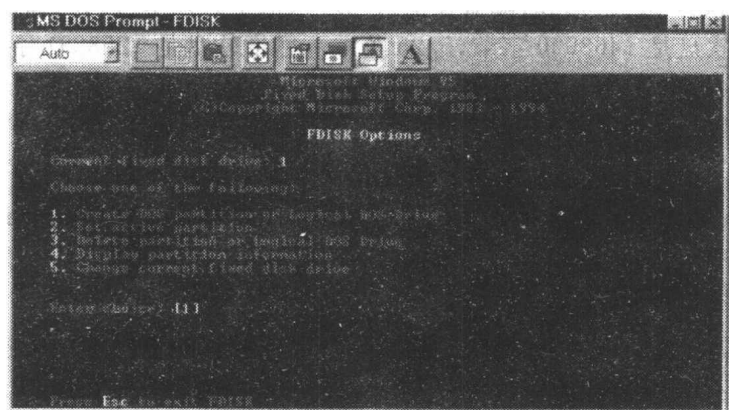 MS DOS Prompt - FDISK
Auto
A
Microsoft Windows 95
Fixed Disk Setup Program
(C)Copyright Microsoft Corp. 1983 - 1994
FDISK Options
Current fixed disk drive: 1
Choose one of the following:
1. Create DOS partition or Logical DOS Drive
2. Set active partition
3. Delete partition or Logical DOS Drive
4. Display partition information
5. Change current fixed disk drive
Enter choice: [1]
Press Esc to exit FDISK